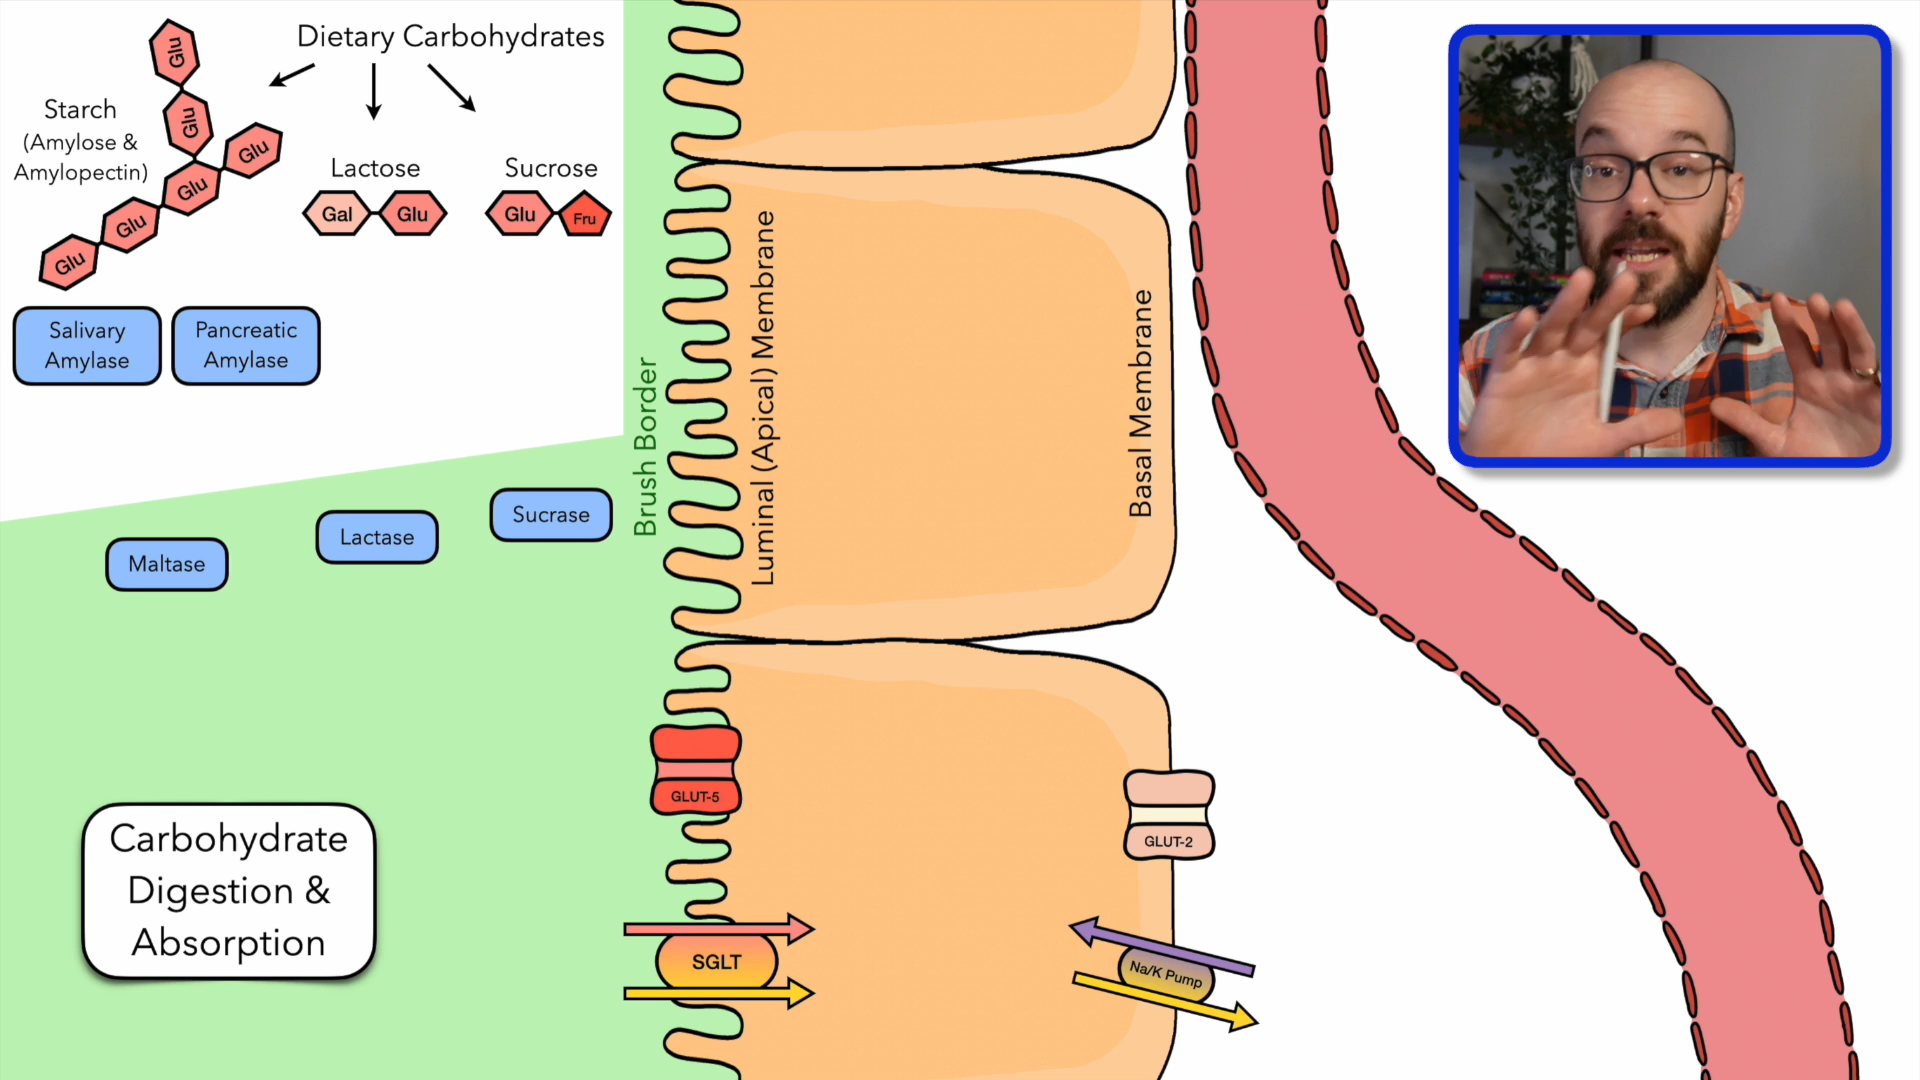 Dietary Carbohydrates
Starch
(Amylose &
Amylopectin)
Glu
Glu
Glu
Glu
Glu
Glu
Lactose
Gal
Glu
Sucrose
Glu
Fru
Salivary
Amylase
Pancreatic
Amylase
Maltase
Lactase
Sucrase
Brush Border
Luminal (Apical) Membrane
Basal Membrane
GLUT-5
GLUT-2
SGLT
Na/K Pump
Carbohydrate
Digestion &
Absorption